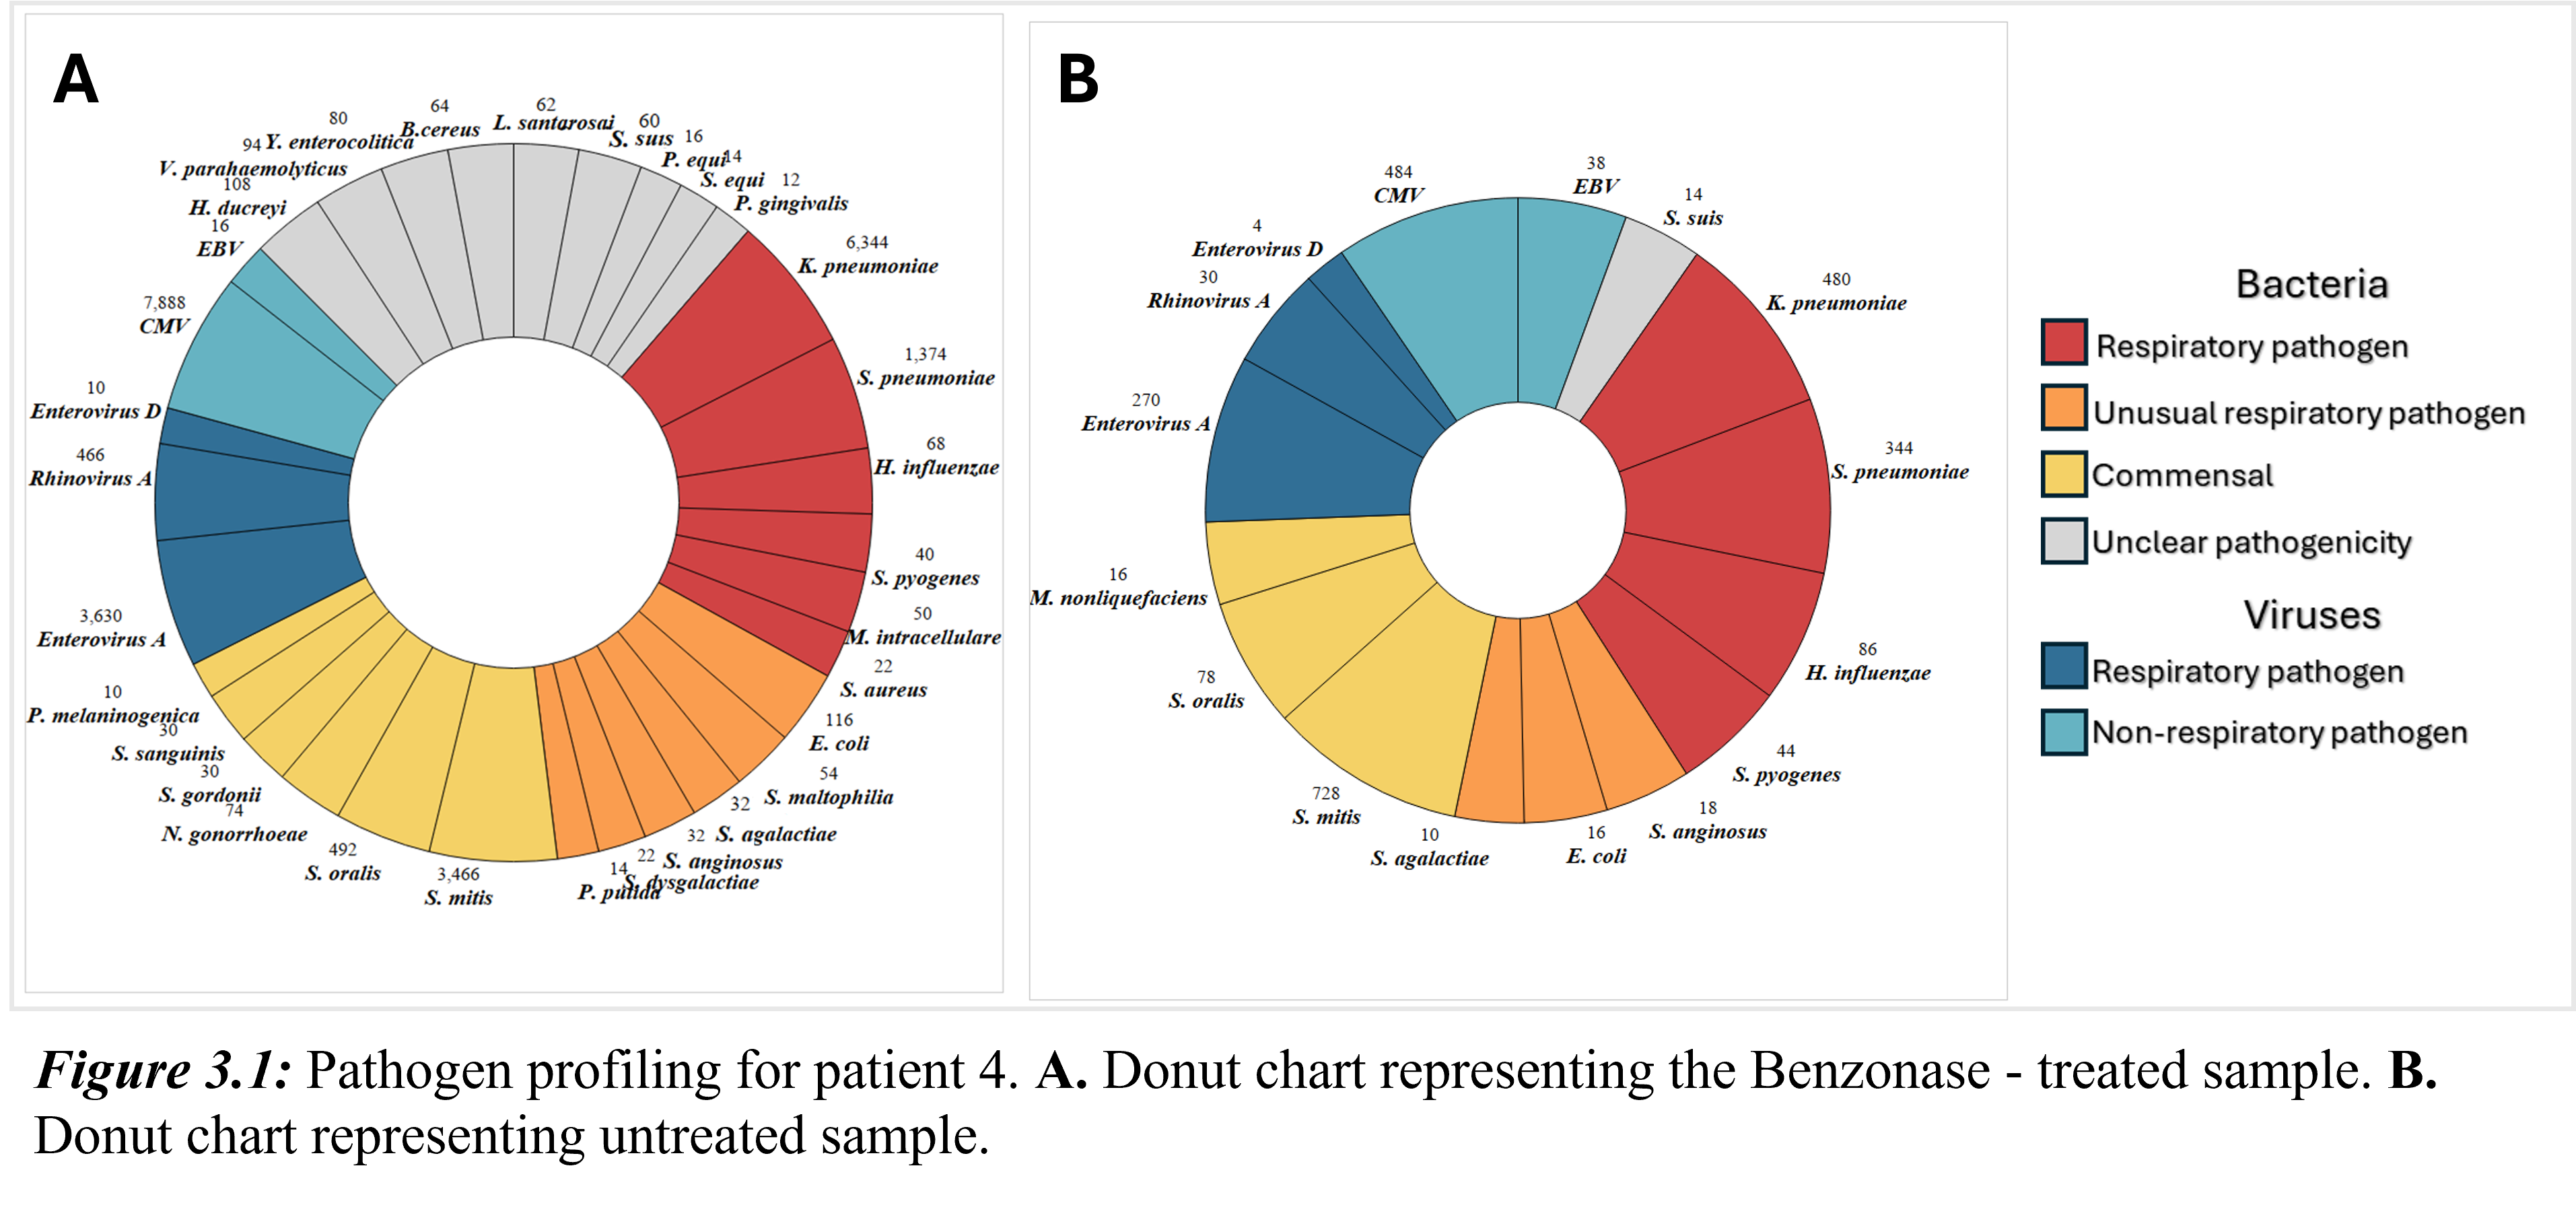 A
62
L. santarosai
60
S. suis
16
P. equi
14
S. equi
12
P. gingivalis
6,344
K. pneumoniae
1,374
S. pneumoniae
68
H. influenzae
40
S. pyogenes
50
M. intracellulare
22
S. aureus
116
E. coli
54
S. maltophilia
32
S. agalactiae
32
S. anginosus
22
S. dysgalactiae
14
P. putida
3,466
S. mitis
492
S. oralis
74
N. gonorrhoeae
30
S. gordonii
30
S. sanguinis
10
P. melaninogenica
3,630
Enterovirus A
466
Rhinovirus A
10
Enterovirus D
7,888
CMV
16
EBV
108
H. ducreyi
94
V. parahaemolyticus
80
Y. enterocolitica
64
B.cereus
B
38
EBV
14
S. suis
480
K. pneumoniae
344
S. pneumoniae
86
H. influenzae
44
S. pyogenes
18
S. anginosus
16
E. coli
10
S. agalactiae
728
S. mitis
78
S. oralis
16
M. nonliquefaciens
270
Enterovirus A
30
Rhinovirus A
4
Enterovirus D
484
CMV
Bacteria
Respiratory pathogen
Unusual respiratory pathogen
Commensal
Unclear pathogenicity
Viruses
Respiratory pathogen
Non-respiratory pathogen
Figure 3.1: Pathogen profiling for patient 4. A. Donut chart representing the Benzonase - treated sample. B.
Donut chart representing untreated sample.